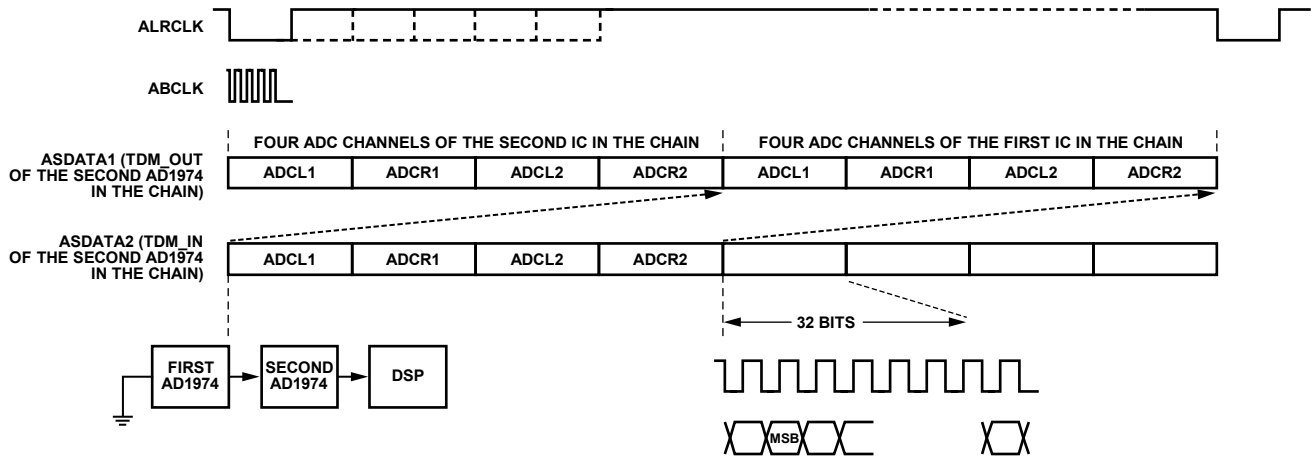 ALRCLK
ABCLK
FOUR ADC CHANNELS OF THE SECOND IC IN THE CHAIN
FOUR ADC CHANNELS OF THE FIRST IC IN THE CHAIN
ASDATA1 (TDM_OUT
OF THE SECOND AD1974
IN THE CHAIN)
ADCL1 ADCR1 ADCL2 ADCR2 ADCL1 ADCR1 ADCL2 ADCR2
ASDATA2 (TDM_IN
OF THE SECOND AD1974
IN THE CHAIN)
ADCL1 ADCR1 ADCL2 ADCR2
32 BITS
FIRST
AD1974
SECOND
AD1974
DSP
MSB